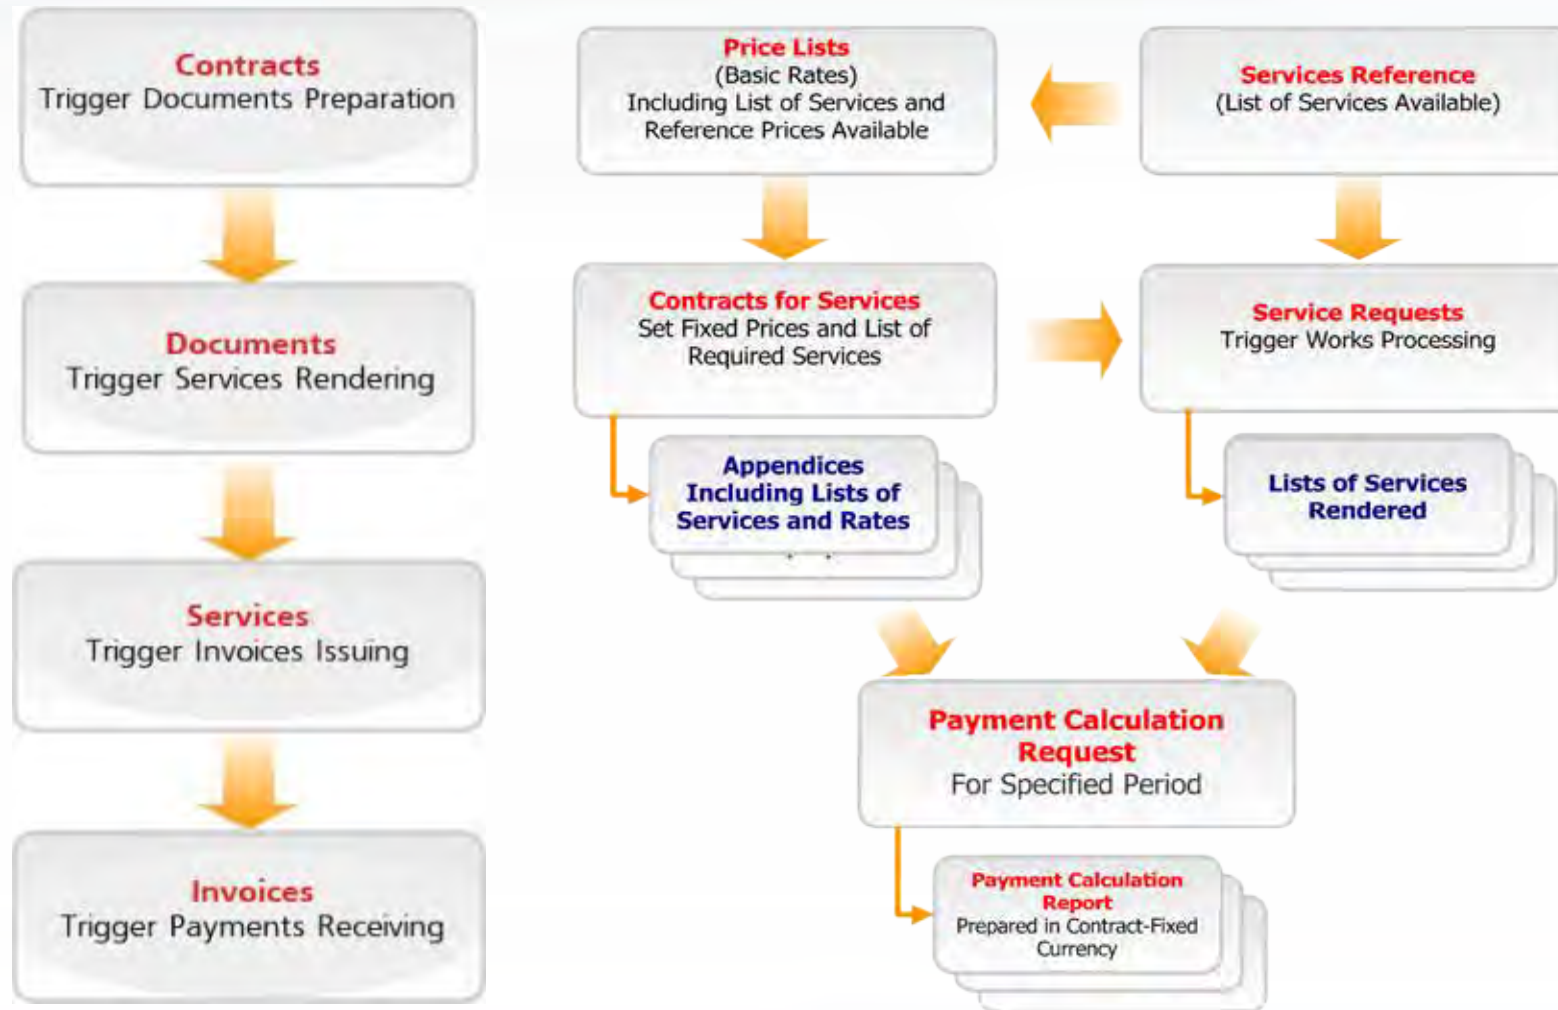 Contracts
Trigger Documents Preparation
Documents
Trigger Services Rendering
Services
Trigger Invoices Issuing
Invoices
Trigger Payments Receiving
Price Lists
(Basic Rates)
Including List of Services and
Reference Prices Available
Services Reference
(List of Services Available)
Contracts for Services
Set Fixed Prices and List of
Required Services
Service Requests
Trigger Works Processing
Appendices
Including Lists of
Services and Rates
Lists of Services
Rendered
Payment Calculation
Request
For Specified Period
Payment Calculation
Report
Prepared in Contract-Fixed
Currency